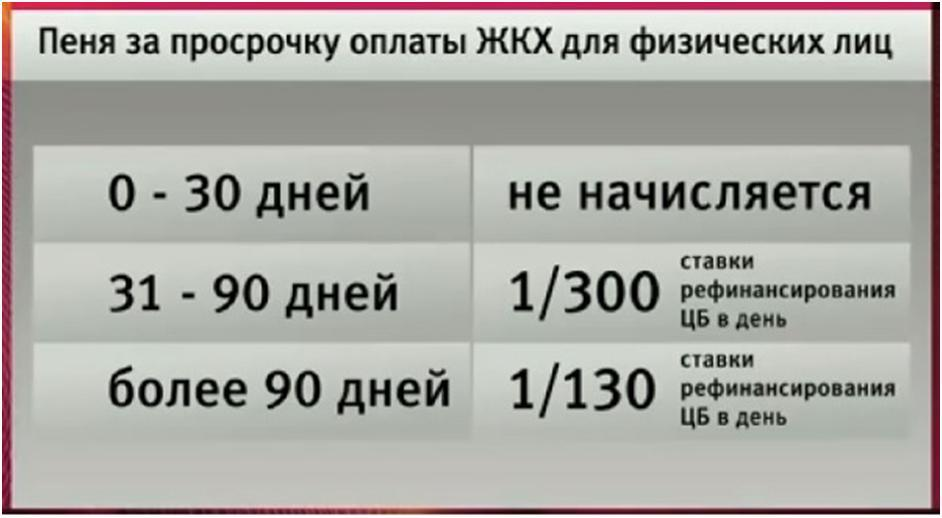 Пеня за просрочку оплаты ЖКХ для физических лиц
0 - 30 дней не начисляется
31 - 90 дней 1/300 ставки рефинансирования ЦБ в день
более 90 дней 1/130 ставки рефинансирования ЦБ в день